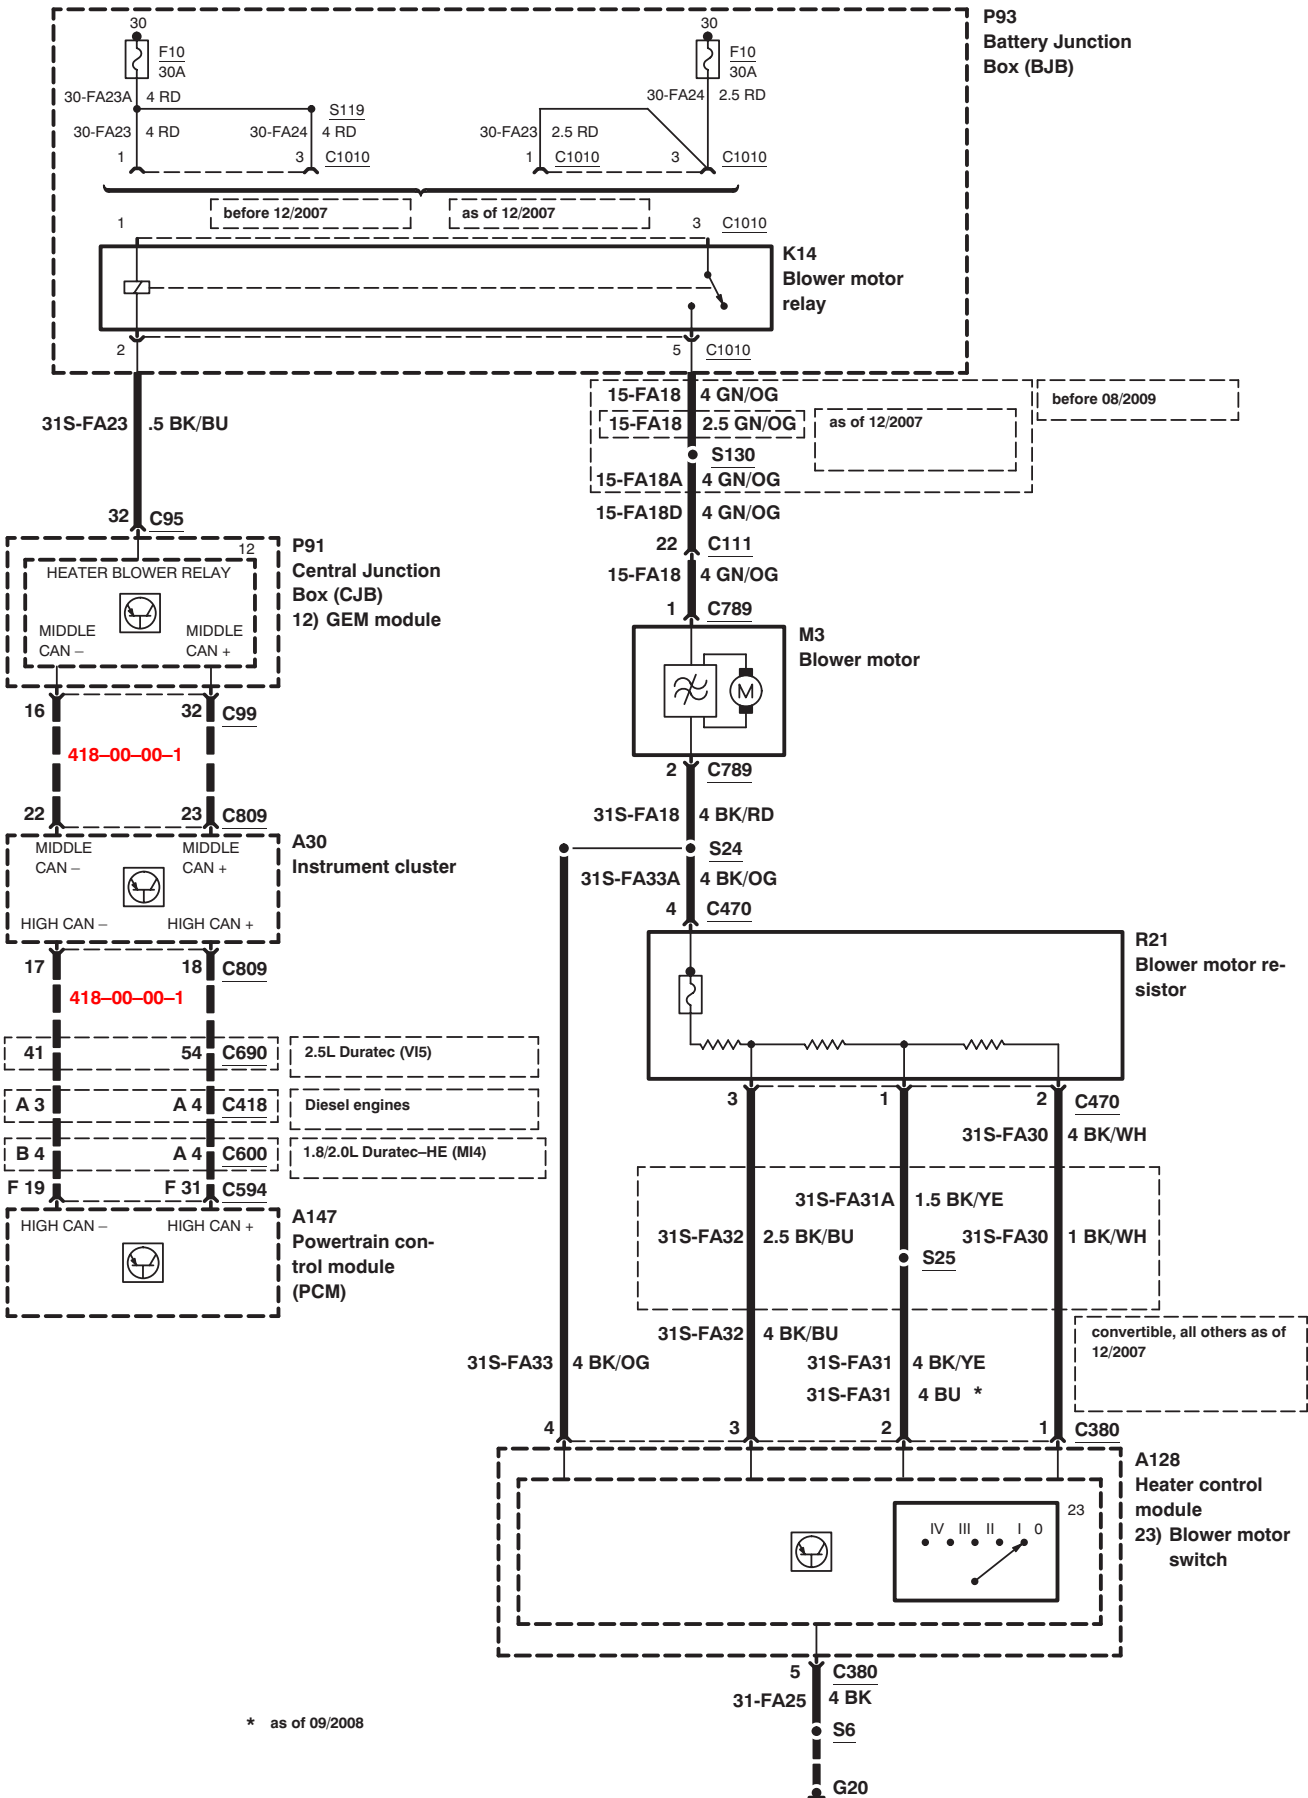 P93
Battery Junction
Box (BJB)
30
F10
30A
30-FA23A 4 RD
S119
30-FA23 4 RD
30-FA24 4 RD
1
3 C1010
30
F10
30A
30-FA24 2.5 RD
30-FA23 2.5 RD
1 C1010
3 C1010
before 12/2007
as of 12/2007
1
3 C1010
K14
Blower motor
relay
2
5 C1010
31S-FA23 .5 BK/BU
15-FA18 4 GN/OG
before 08/2009
15-FA18 2.5 GN/OG
as of 12/2007
S130
15-FA18A 4 GN/OG
15-FA18D 4 GN/OG
32 C95
22 C111
15-FA18 4 GN/OG
1 C789
P91
Central Junction
Box (CJB)
12) GEM module
12
HEATER BLOWER RELAY
MIDDLE
CAN –
MIDDLE
CAN +
M3
Blower motor
M
16
32 C99
418–00–00–1
2 C789
22
23 C809
31S-FA18 4 BK/RD
A30
Instrument cluster
MIDDLE
CAN –
MIDDLE
CAN +
HIGH CAN –
HIGH CAN +
S24
31S-FA33A 4 BK/OG
4 C470
R21
Blower motor re-
sistor
17
18 C809
418–00–00–1
41
54 C690
2.5L Duratec (VI5)
A 3
A 4 C418
Diesel engines
B 4
A 4 C600
1.8/2.0L Duratec–HE (MI4)
F 19
F 31 C594
HIGH CAN –
HIGH CAN +
A147
Powertrain con-
trol module
(PCM)
3
1
2 C470
31S-FA30 4 BK/WH
31S-FA31A 1.5 BK/YE
31S-FA32 2.5 BK/BU
31S-FA30 1 BK/WH
S25
31S-FA32 4 BK/BU
convertible, all others as of
12/2007
31S-FA33 4 BK/OG
31S-FA31 4 BK/YE
31S-FA31 4 BU *
4
3
2
1 C380
A128
Heater control
module
23) Blower motor
switch
23
IV III II I 0
5 C380
31-FA25 4 BK
S6
* as of 09/2008
G20